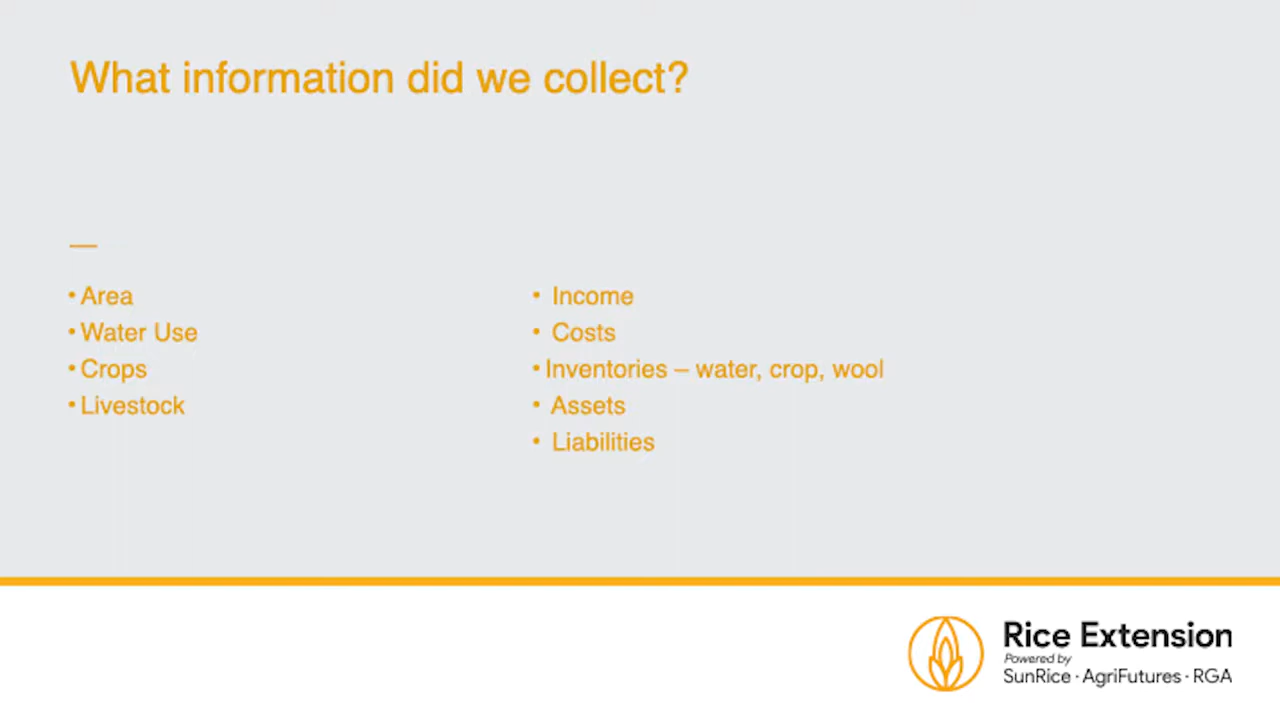 What information did we collect?
—
• Area
• Water Use
• Crops
• Livestock
• Income
• Costs
• Inventories – water, crop, wool
• Assets
• Liabilities
Rice Extension
Powered by
SunRice · AgriFutures · RGA